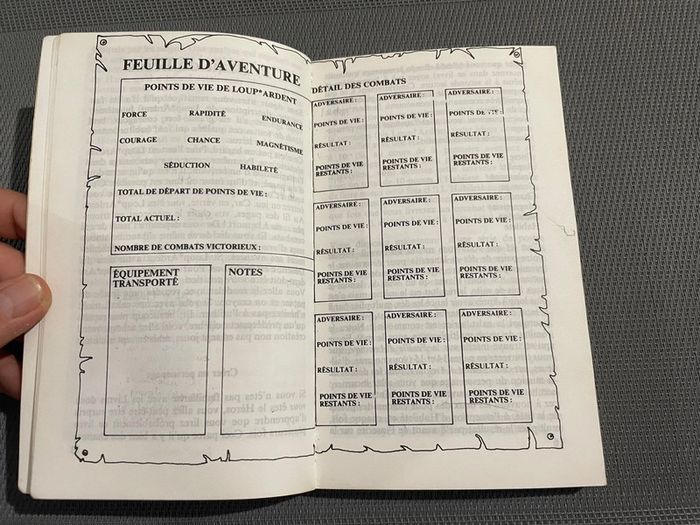 FEUILLE D'AVENTURE
POINTS DE VIE DE LOUP*ARDENT
FORCE RAPIDITÉ ENDURANCE
COURAGE CHANCE MAGNÉTISME
SÉDUCTION HABILETÉ
TOTAL DE DÉPART DE POINTS DE VIE :
TOTAL ACTUEL :
NOMBRE DE COMBATS VICTORIEUX :
ÉQUIPEMENT
TRANSPORTÉ
NOTES
DÉTAIL DES COMBATS
ADVERSAIRE :
POINTS DE VIE :
RÉSULTAT :
POINTS DE VIE
RESTANTS :
ADVERSAIRE :
POINTS DE VIE :
RÉSULTAT :
POINTS DE VIE
RESTANTS :
ADVERSAIRE :
POINTS DE VIE :
RÉSULTAT :
POINTS DE VIE
RESTANTS :
ADVERSAIRE :
POINTS DE VIE :
RÉSULTAT :
POINTS DE VIE
RESTANTS :
ADVERSAIRE :
POINTS DE VIE :
RÉSULTAT :
POINTS DE VIE
RESTANTS :
ADVERSAIRE :
POINTS DE VIE :
RÉSULTAT :
POINTS DE VIE
RESTANTS :
ADVERSAIRE :
POINTS DE VIE :
RÉSULTAT :
POINTS DE VIE
RESTANTS :
ADVERSAIRE :
POINTS DE VIE :
RÉSULTAT :
POINTS DE VIE
RESTANTS :
ADVERSAIRE :
POINTS DE VIE :
RÉSULTAT :
POINTS DE VIE
RESTANTS :